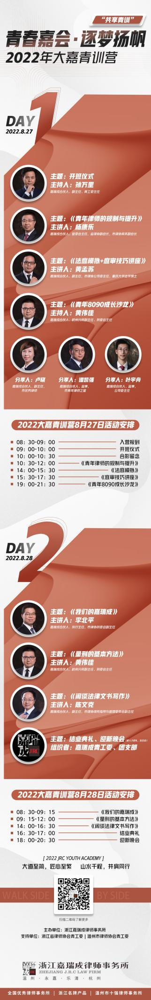 “共享青训”
青春嘉会·逐梦扬帆
2022年大嘉青训营
DAY 1
2022.8.27
主题：开班仪式
主持人：孙万里
嘉瑞成合伙人、副主任、青工委主任
主题：《青年律师的规制与提升》
主讲人：杨康乐
嘉瑞成合伙人、管委会主任、省律协副会长、市律协常务副会长
主题：《法庭模拟+庭审技巧讲座》
主讲人：黄孟苏
嘉瑞成合伙人、副主任、市律协公司委主任、重庆大学法学博士
主题：《青年8090成长沙龙》
主持人：黄伟佳
嘉瑞成合伙人、杭州分所副主任、刑委会主任
分享人：卢晓
嘉瑞成合伙人、副主任，
市优秀律师
分享人：谭凯强
嘉瑞成合伙人、监事，
市青年律师之星
分享人：叶宇舟
嘉瑞成合伙人、监事，
公司委主任
2022大嘉青训营8月27日活动安排
08：30-09：00 入营报到
09：00-10：00 开班仪式
10：00-10：30 合影留念
10：30-12：00 《青年律师的规制与提升》
14：00-15：30 《法庭模拟》
15：30-17：30 《庭审技巧讲座》
19：00-21：30 《青年8090成长沙龙》
DAY 2
2022.8.28
主题：《我们的嘉瑞成》
主讲人：李北平
嘉瑞成合伙人、执行主任、市律协刑委会副主任
主题：《量刑的基本方法》
主讲人：黄伟佳
嘉瑞成合伙人、杭州分所副主任、刑委会主任
主题：《闲谈法律文书写作》
主讲人：陈文克
嘉瑞成合伙人、副主任、市律协律所指导与管理委员会副主任
嘉瑞成 JRC
主题：结业典礼、迎新晚会
组织者：嘉瑞成青工委、团支部
2022大嘉青训营8月28日活动安排
08：30-09：15 《我们的嘉瑞成》
09：15-12：00 《量刑的基本方法》
14：00-16：30 《闲谈法律文书写作》
16：30-17：00 结业典礼
18：00-20：30 迎新晚会
[ 2022 JRC YOUTH ACADEMY ]
大道至简，匠心至繁 山水千程，并肩同行
WALK SIDE BY SIDE
扫描二维码了解更多
主办单位：浙江嘉瑞成律师事务所
支持单位：浙江省律师协会青工委 | 温州市律师协会青工委
嘉瑞成 JRC 浙江嘉瑞成律师事务所
ZHEJIANG J.R.C LAW FIRM
温州·永嘉·乐清·杭州
全国优秀律师事务所 | 浙江名牌产品 | 温州市十强律师事务所